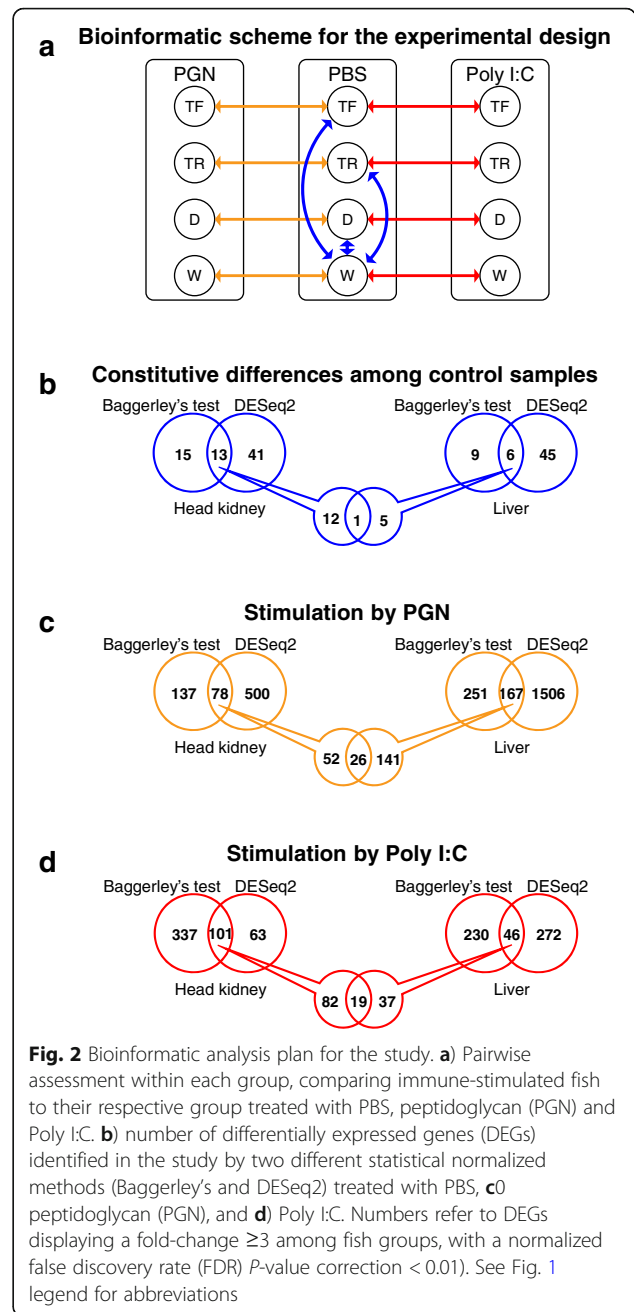 a Bioinformatic scheme for the experimental design
PGN PBS Poly I:C
TF TF TF
TR TR TR
D D D
W W W
b Constitutive differences among control samples
Baggerley's test DESeq2 Baggerley's test DESeq2
15 13 41 9 6 45
Head kidney 12 1 5 Liver
c Stimulation by PGN
Baggerley's test DESeq2 Baggerley's test DESeq2
137 78 500 251 167 1506
Head kidney 52 26 141 Liver
d Stimulation by Poly I:C
Baggerley's test DESeq2 Baggerley's test DESeq2
337 101 63 230 46 272
Head kidney 82 19 37 Liver
Fig. 2 Bioinformatic analysis plan for the study. a) Pairwise
assessment within each group, comparing immune-stimulated fish
to their respective group treated with PBS, peptidoglycan (PGN) and
Poly I:C. b) number of differentially expressed genes (DEGs)
identified in the study by two different statistical normalized
methods (Baggerley's and DESeq2) treated with PBS, c0
peptidoglycan (PGN), and d) Poly I:C. Numbers refer to DEGs
displaying a fold-change ≥3 among fish groups, with a normalized
false discovery rate (FDR) P-value correction < 0.01). See Fig. 1
legend for abbreviations